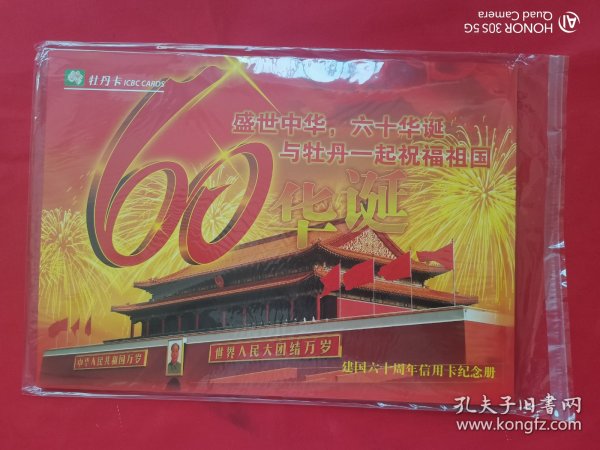 HONOR 30S 5G
Quad Camera
AI
牡丹卡 ICBC CARDS
60
盛世中华，六十华诞
与牡丹一起祝福祖国
华诞
中华人民共和国万岁
世界人民大团结万岁
建国六十周年信用卡纪念册
孔夫子旧书网
www.kongfz.com